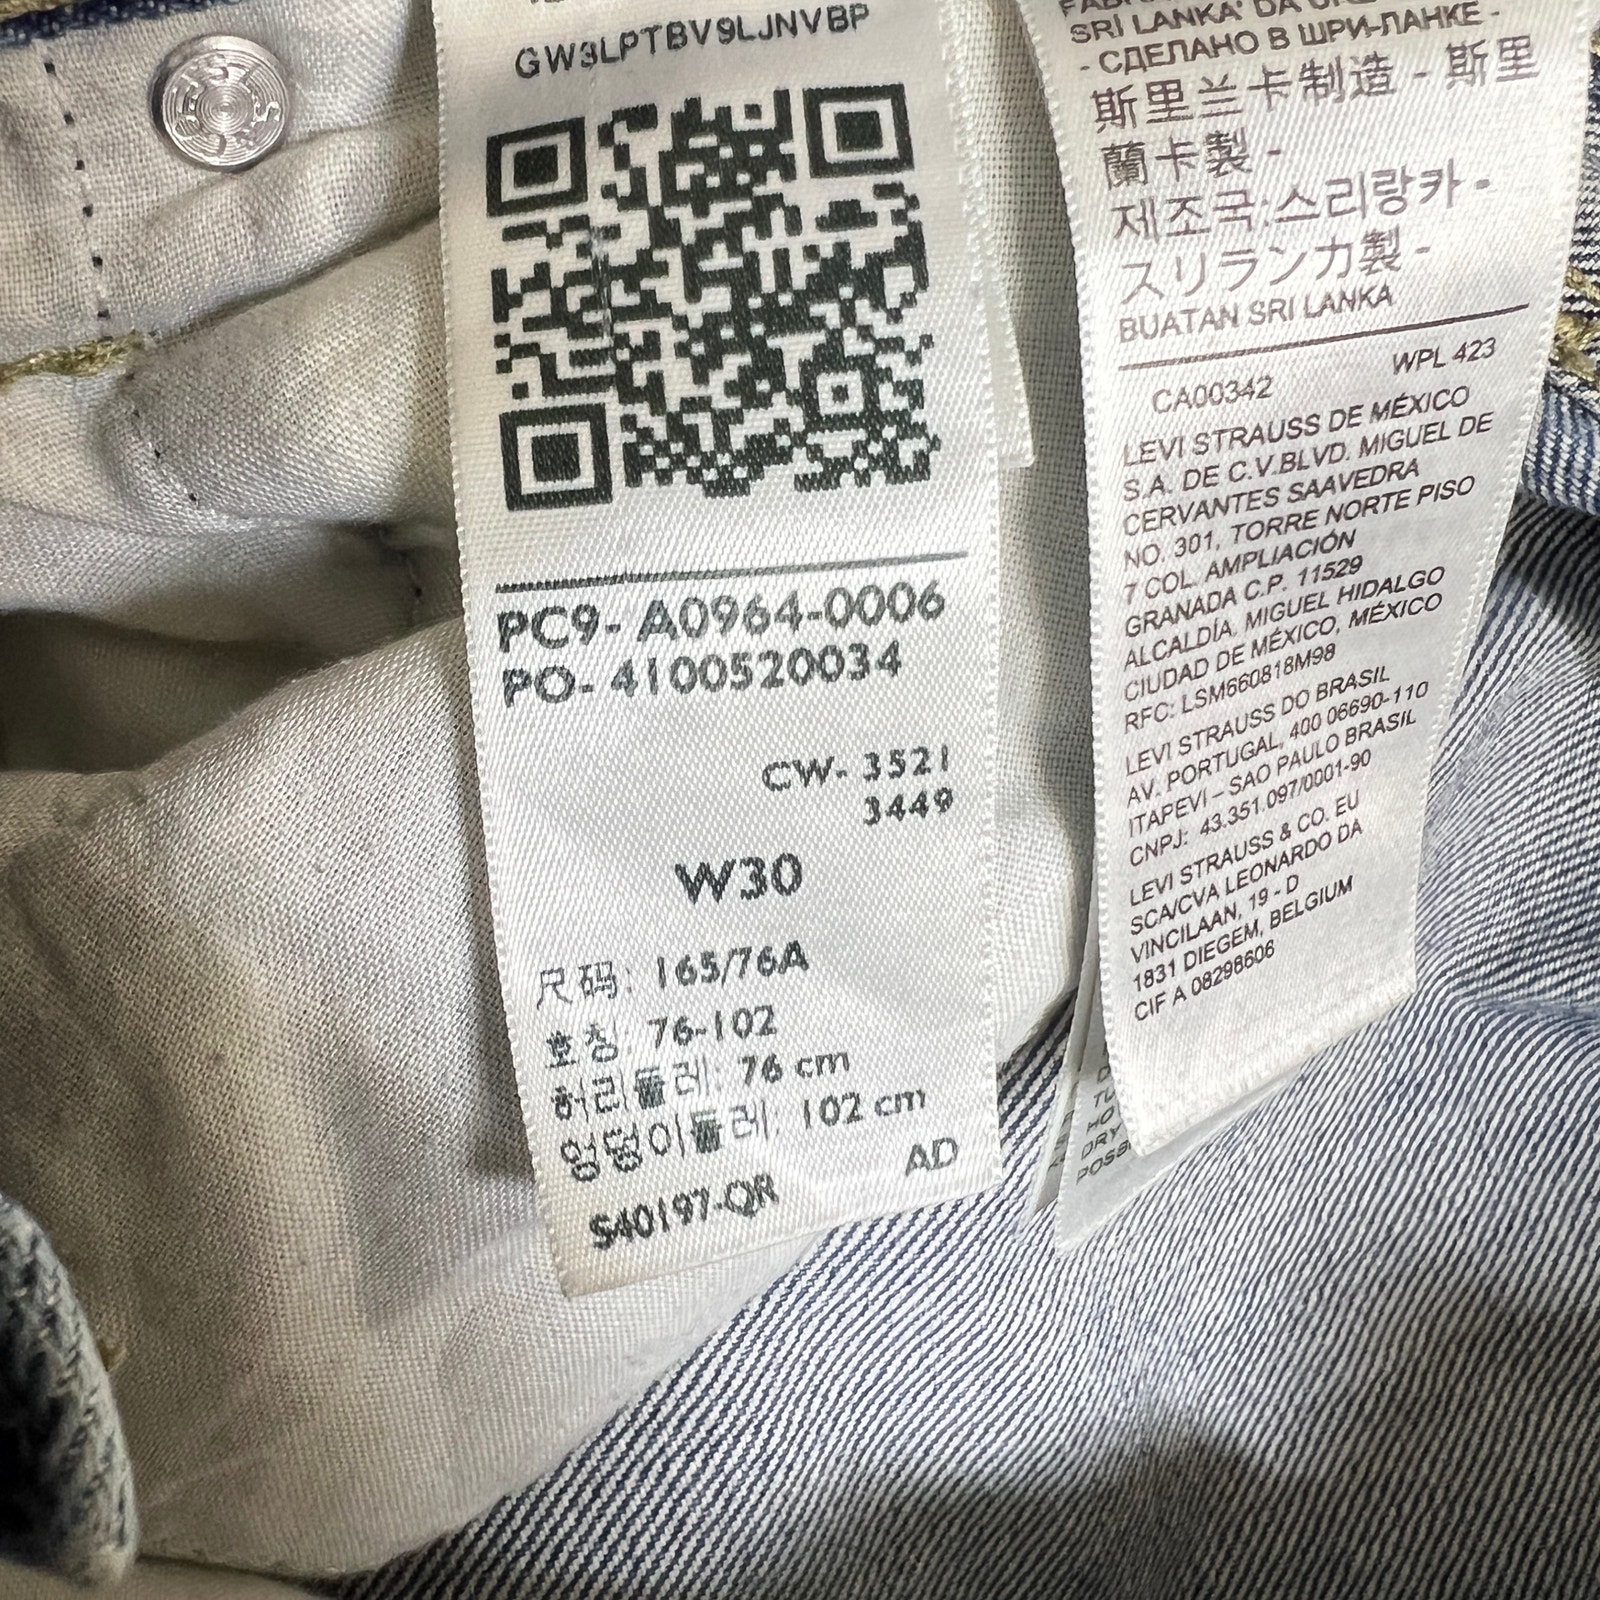 GW3LPTBV9LJNVBP
PC9- A0964-0006
PO- 4100520034
CW- 3521
3449
W30
尺码: 165/76A
호칭: 76-102
허리둘레: 76 cm
엉덩이둘레: 102 cm
AD
S40197-QR
SRİ LANKA' DA
- СДЕЛАНО В ШРИ-ЛАНКЕ -
斯里兰卡制造 - 斯里
蘭卡製 -
제조국:스리랑카 -
スリランカ製 -
BUATAN SRI LANKA
WPL 423
CA00342
LEVI STRAUSS DE MÉXICO
S.A. DE C.V.BLVD. MIGUEL DE
CERVANTES SAAVEDRA
NO. 301, TORRE NORTE PISO
7 COL. AMPLIACIÓN
GRANADA C.P. 11529
ALCALDÍA. MIGUEL HIDALGO
CIUDAD DE MÉXICO, MÉXICO
RFC: LSM660818M98
LEVI STRAUSS DO BRASIL
AV. PORTUGAL, 400 06690-110
ITAPEVI – SAO PAULO BRASIL
CNPJ: 43.351.097/0001-90
LEVI STRAUSS & CO. EU
SCA/CVA LEONARDO DA
VINCILAAN, 19 - D
1831 DIEGEM, BELGIUM
CIF A 08298606
HO
DRY
POSS